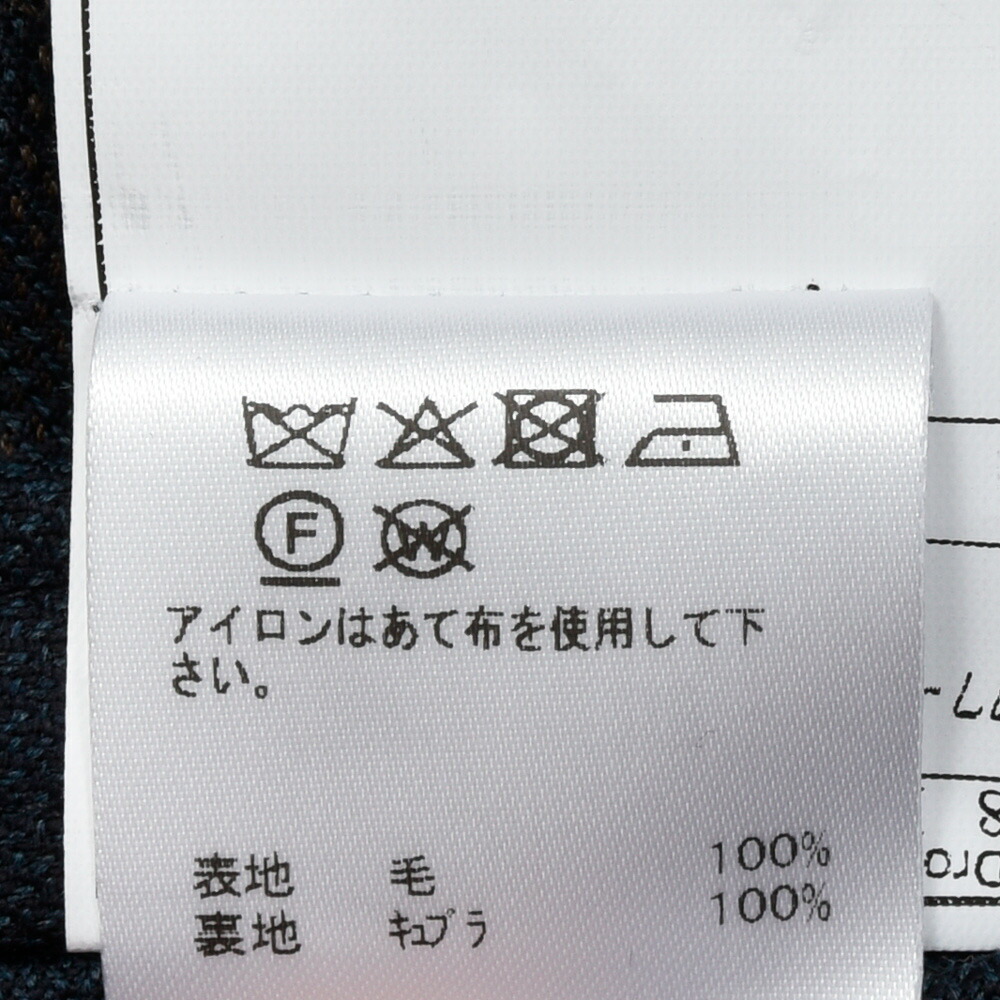 F
W
アイロンはあて布を使用して下
さい。
表地 毛 100%
裏地 ｷｭﾌﾟﾗ 100%